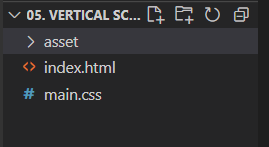 05. VERTICAL SC...
asset
index.html
main.css